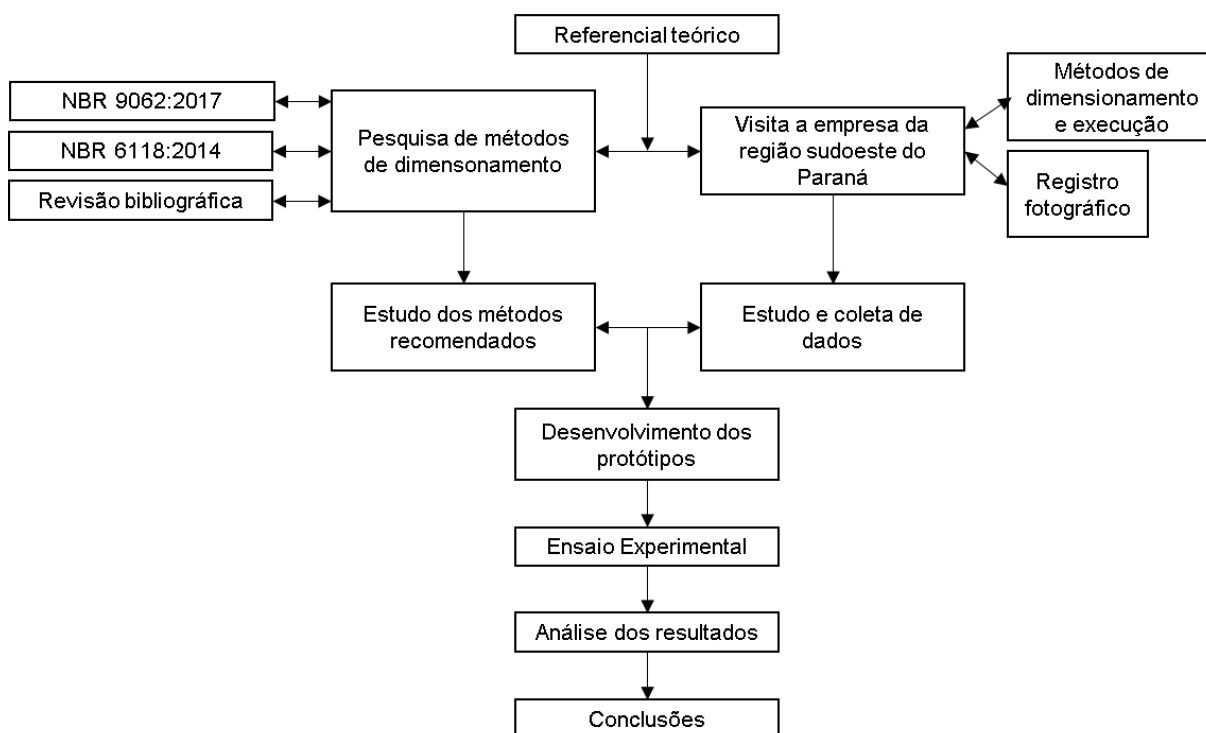 Referencial teórico
NBR 9062:2017
NBR 6118:2014
Revisão bibliográfica
Pesquisa de métodos
de dimensonamento
Visita a empresa da
região sudoeste do
Paraná
Métodos de
dimensionamento
e execução
Registro
fotográfico
Estudo dos métodos
recomendados
Estudo e coleta de
dados
Desenvolvimento dos
protótipos
Ensaio Experimental
Análise dos resultados
Conclusões